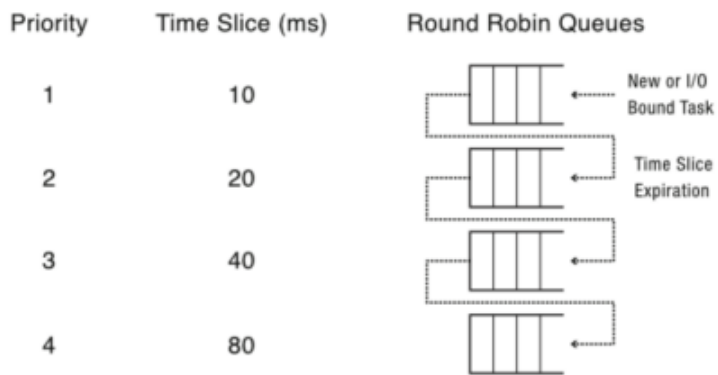 Priority Time Slice (ms) Round Robin Queues
1 10 New or I/O
Bound Task
2 20 Time Slice
Expiration
3 40
4 80